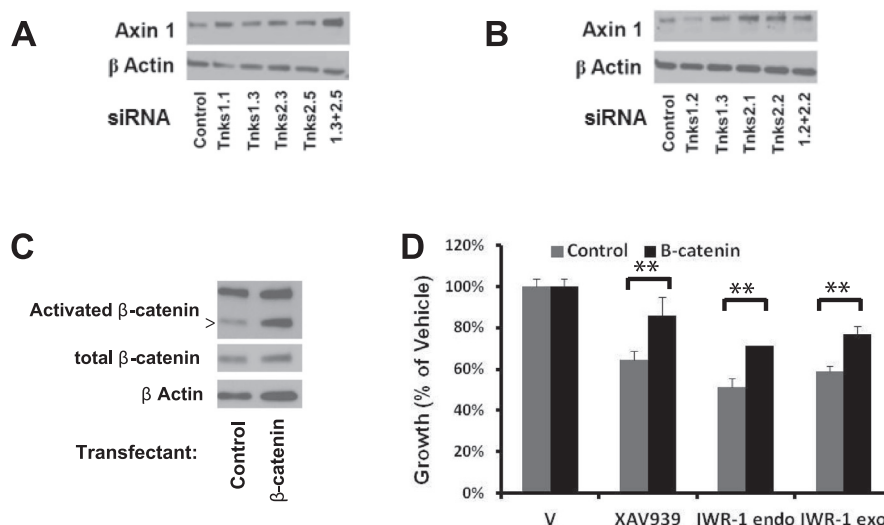 A
Axin 1
β Actin
siRNA
Control
Tnks1.1
Tnks1.3
Tnks2.3
Tnks2.5
1.3+2.5
B
Axin 1
β Actin
siRNA
Control
Tnks1.2
Tnks1.3
Tnks2.1
Tnks2.2
1.2+2.2
C
Activated β-catenin
>
total β-catenin
β Actin
Transfectant:
Control
β-catenin
D
Growth (% of Vehicle)
120%
100%
80%
60%
40%
20%
0%
Control B-catenin
** ** **
V XAV939 IWR-1 endo IWR-1 exo